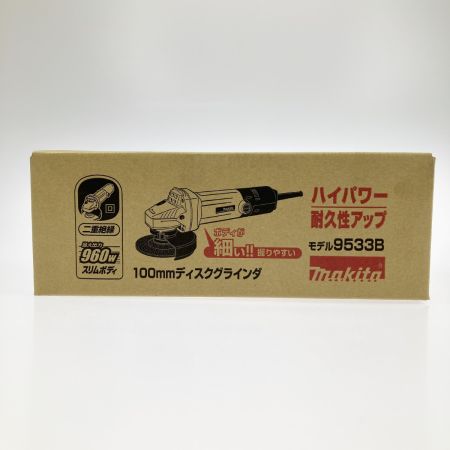 二重絶縁
最大出力
960W
スリムボディ
ボディが
細い!! 握りやすい
100mmディスクグラインダ
ハイパワー
耐久性アップ
モデル9533B
makita